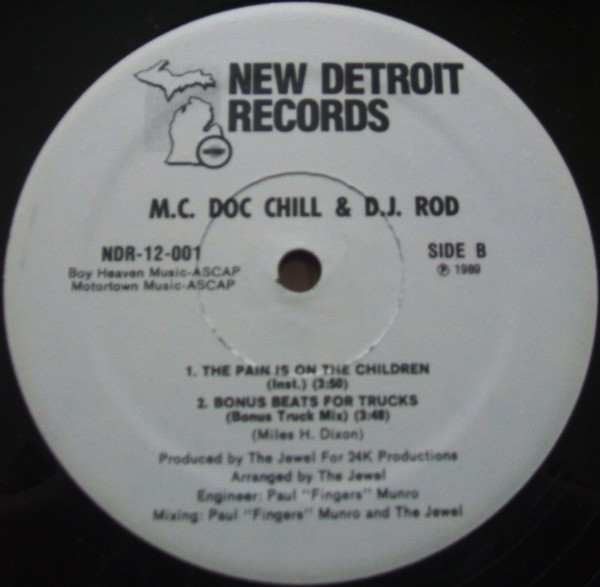 NEW DETROIT
RECORDS
M.C. DOC CHILL & D.J. ROD
NDR-12-001
Boy Heaven Music-ASCAP
Motortown Music-ASCAP
SIDE B
℗ 1989
1. THE PAIN IS ON THE CHILDREN
(Inst.) (3:50)
2. BONUS BEATS FOR TRUCKS
(Bonus Truck Mix) (3:48)
(Miles H. Dixon)
Produced by The Jewel For 24K Productions
Arranged by The Jewel
Engineer: Paul "Fingers" Munro
Mixing: Paul "Fingers" Munro and The Jewel